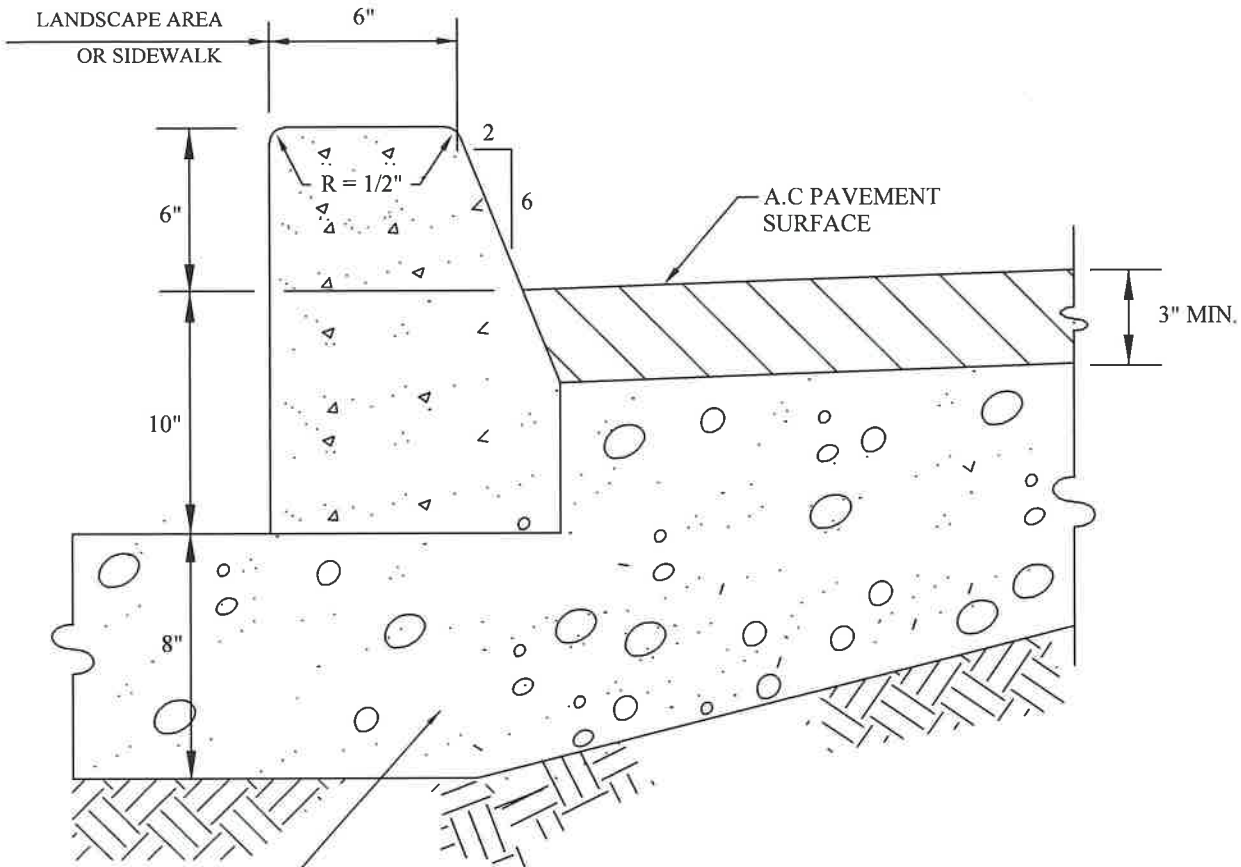 LANDSCAPE AREA
OR SIDEWALK
6"
2
6
R = 1/2"
6"
A.C PAVEMENT
SURFACE
3" MIN.
10"
8"